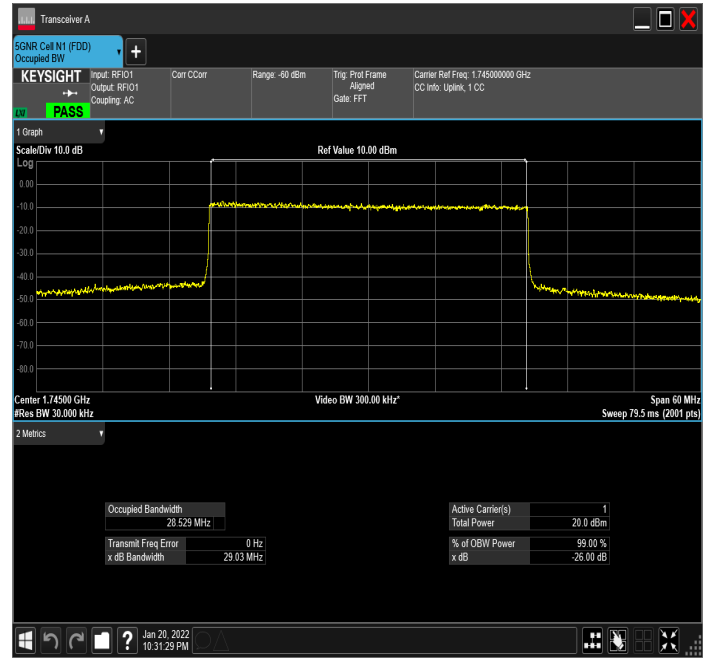 Transceiver A
5GNR Cell N1 (FDD)
Occupied BW
KEYSIGHT
LXI
PASS
Input: RFIO1
Output: RFIO1
Coupling: AC
Corr CCorr
Range: -60 dBm
Trig: Prot Frame
Aligned
Gate: FFT
Carrier Ref Freq: 1.745000000 GHz
CC Info: Uplink, 1 CC
1 Graph
Scale/Div 10.0 dB
Ref Value 10.00 dBm
Log
0.00
-10.0
-20.0
-30.0
-40.0
-50.0
-60.0
-70.0
-80.0
Center 1.74500 GHz
Video BW 300.00 kHz*
Span 60 MHz
#Res BW 30.000 kHz
Sweep 79.5 ms (2001 pts)
2 Metrics
Occupied Bandwidth
28.529 MHz
Transmit Freq Error 0 Hz
x dB Bandwidth 29.03 MHz
Active Carrier(s) 1
Total Power 20.0 dBm
% of OBW Power 99.00 %
x dB -26.00 dB
Jan 20, 2022
10:31:29 PM